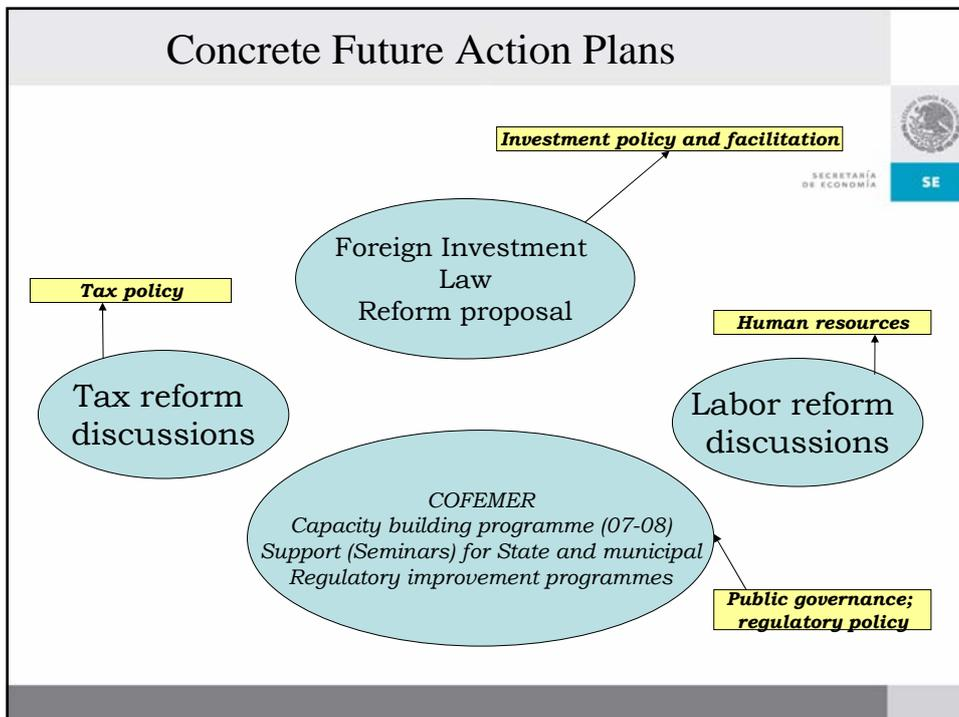 Concrete Future Action Plans
Investment policy and facilitation
SECRETARÍA
DE ECONOMÍA
SE
Foreign Investment
Law
Reform proposal
Tax policy
Tax reform
discussions
Human resources
Labor reform
discussions
COFEMER
Capacity building programme (07-08)
Support (Seminars) for State and municipal
Regulatory improvement programmes
Public governance;
regulatory policy